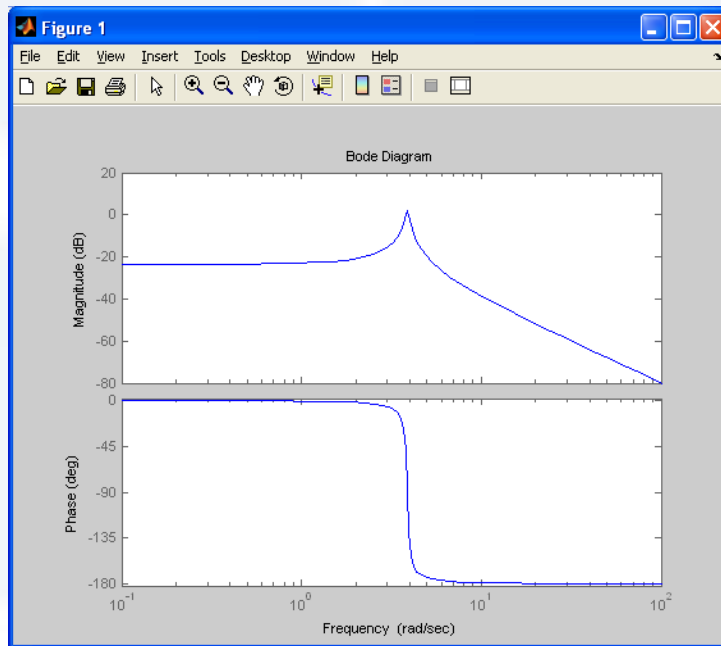 Figure 1
File Edit View Insert Tools Desktop Window Help
Bode Diagram
Magnitude (dB)
20
0
-20
-40
-60
-80
Phase (deg)
0
-45
-90
-135
-180
10^-1 10^0 10^1 10^2
Frequency (rad/sec)